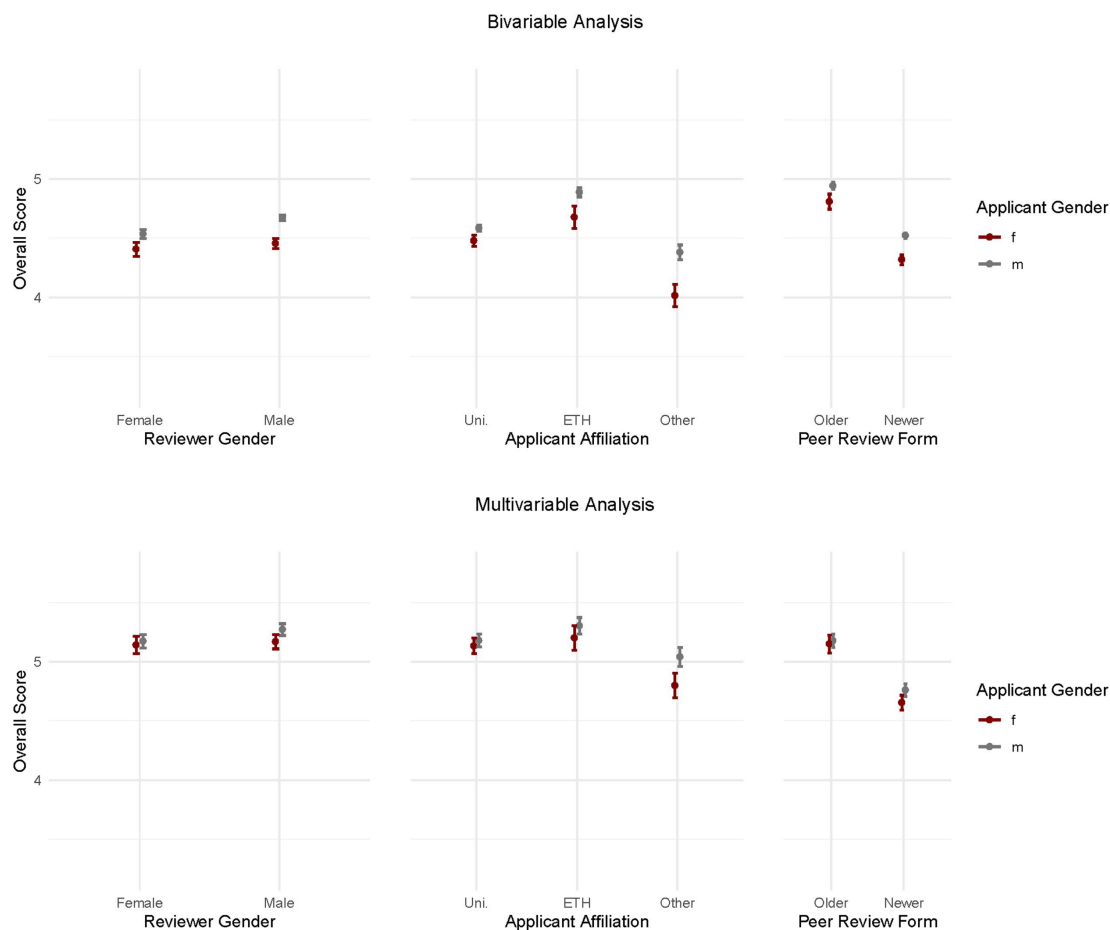 Bivariable Analysis
Overall Score
5
4
Female Male
Reviewer Gender
Uni. ETH Other
Applicant Affiliation
Older Newer
Peer Review Form
Applicant Gender
f
m
Multivariable Analysis
Overall Score
5
4
Female Male
Reviewer Gender
Uni. ETH Other
Applicant Affiliation
Older Newer
Peer Review Form
Applicant Gender
f
m